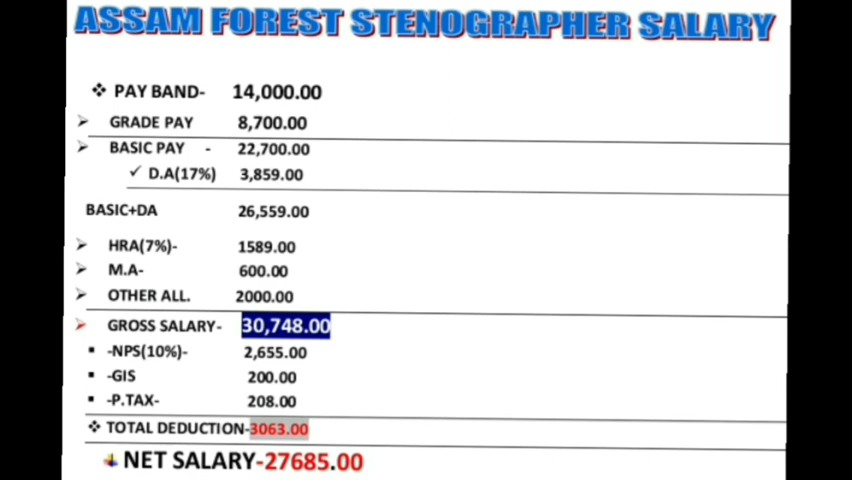 ASSAM FOREST STENOGRAPHER SALARY
❖ PAY BAND- 14,000.00
➢ GRADE PAY 8,700.00
➢ BASIC PAY - 22,700.00
✓ D.A(17%) 3,859.00
BASIC+DA 26,559.00
➢ HRA(7%)- 1589.00
➢ M.A- 600.00
➢ OTHER ALL. 2000.00
➢ GROSS SALARY- 30,748.00
▪ -NPS(10%)- 2,655.00
▪ -GIS 200.00
▪ -P.TAX- 208.00
❖ TOTAL DEDUCTION-3063.00
NET SALARY-27685.00